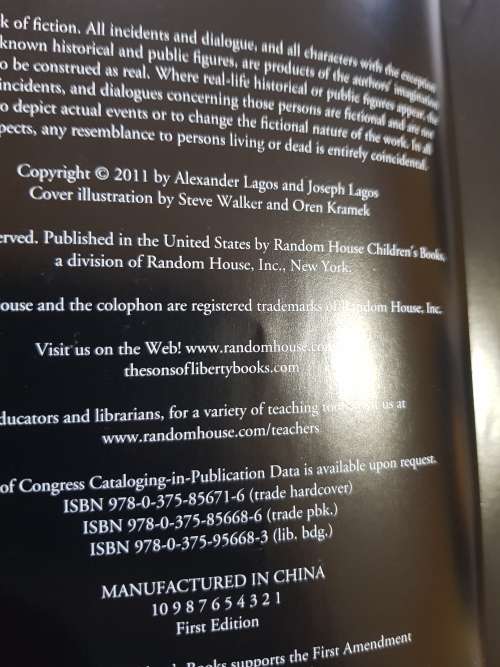 k of fiction. All incidents and dialogue, and all characters with the exception
known historical and public figures, are products of the authors' imagination
o be construed as real. Where real-life historical or public figures appear, the
incidents, and dialogues concerning those persons are fictional and are not
o depict actual events or to change the fictional nature of the work. In all
pects, any resemblance to persons living or dead is entirely coincidental.
Copyright © 2011 by Alexander Lagos and Joseph Lagos
Cover illustration by Steve Walker and Oren Kramek
erved. Published in the United States by Random House Children's Books,
a division of Random House, Inc., New York.
ouse and the colophon are registered trademarks of Random House, Inc.
Visit us on the Web! www.randomhouse.com
thesonsoflibertybooks.com
ducators and librarians, for a variety of teaching us at
www.randomhouse.com/teachers
of Congress Cataloging-in-Publication Data is available upon request.
ISBN 978-0-375-85671-6 (trade hardcover)
ISBN 978-0-375-85668-6 (trade pbk.)
ISBN 978-0-375-95668-3 (lib. bdg.)
MANUFACTURED IN CHINA
10 9 8 7 6 5 4 3 2 1
First Edition
Books supports the First Amendment